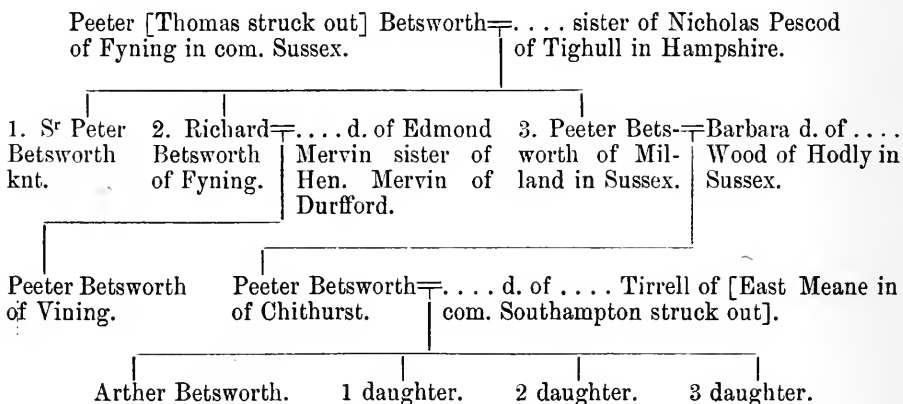 Peeter [Thomas struck out] Betsworth=. . . . sister of Nicholas Pescod
of Fyning in com. Sussex. of Tighull in Hampshire.
1. Sr Peter
Betsworth
knt.
2. Richard=. . . . d. of Edmond
Betsworth Mervin sister of
of Fyning. Hen. Mervin of
Durfford.
3. Peeter Bets-=Barbara d. of . . . .
worth of Mil- Wood of Hodly in
land in Sussex. Sussex.
Peeter Betsworth
of Vining.
Peeter Betsworth=. . . . d. of . . . . Tirrell of [East Meane in
of Chithurst. com. Southampton struck out].
Arther Betsworth. 1 daughter. 2 daughter. 3 daughter.